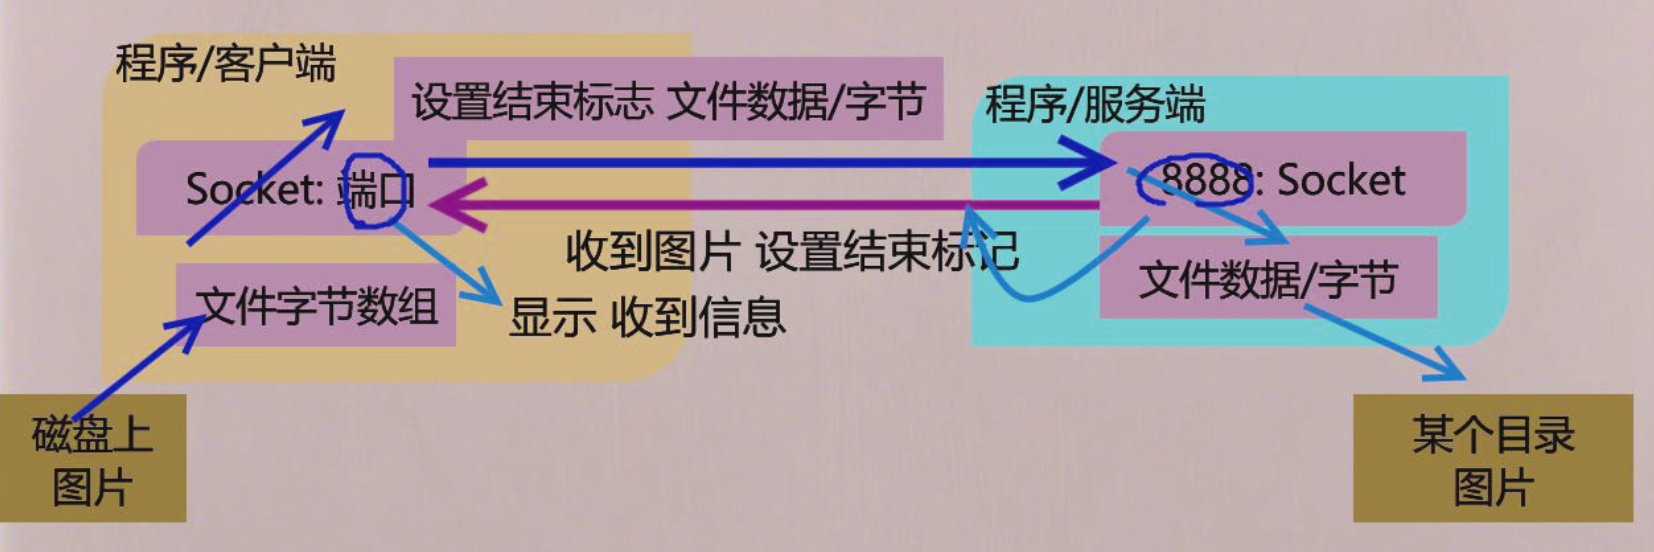 程序/客户端
设置结束标志 文件数据/字节
程序/服务端
Socket: 端口
8888: Socket
收到图片 设置结束标记
文件字节数组
显示 收到信息
文件数据/字节
磁盘上
图片
某个目录
图片